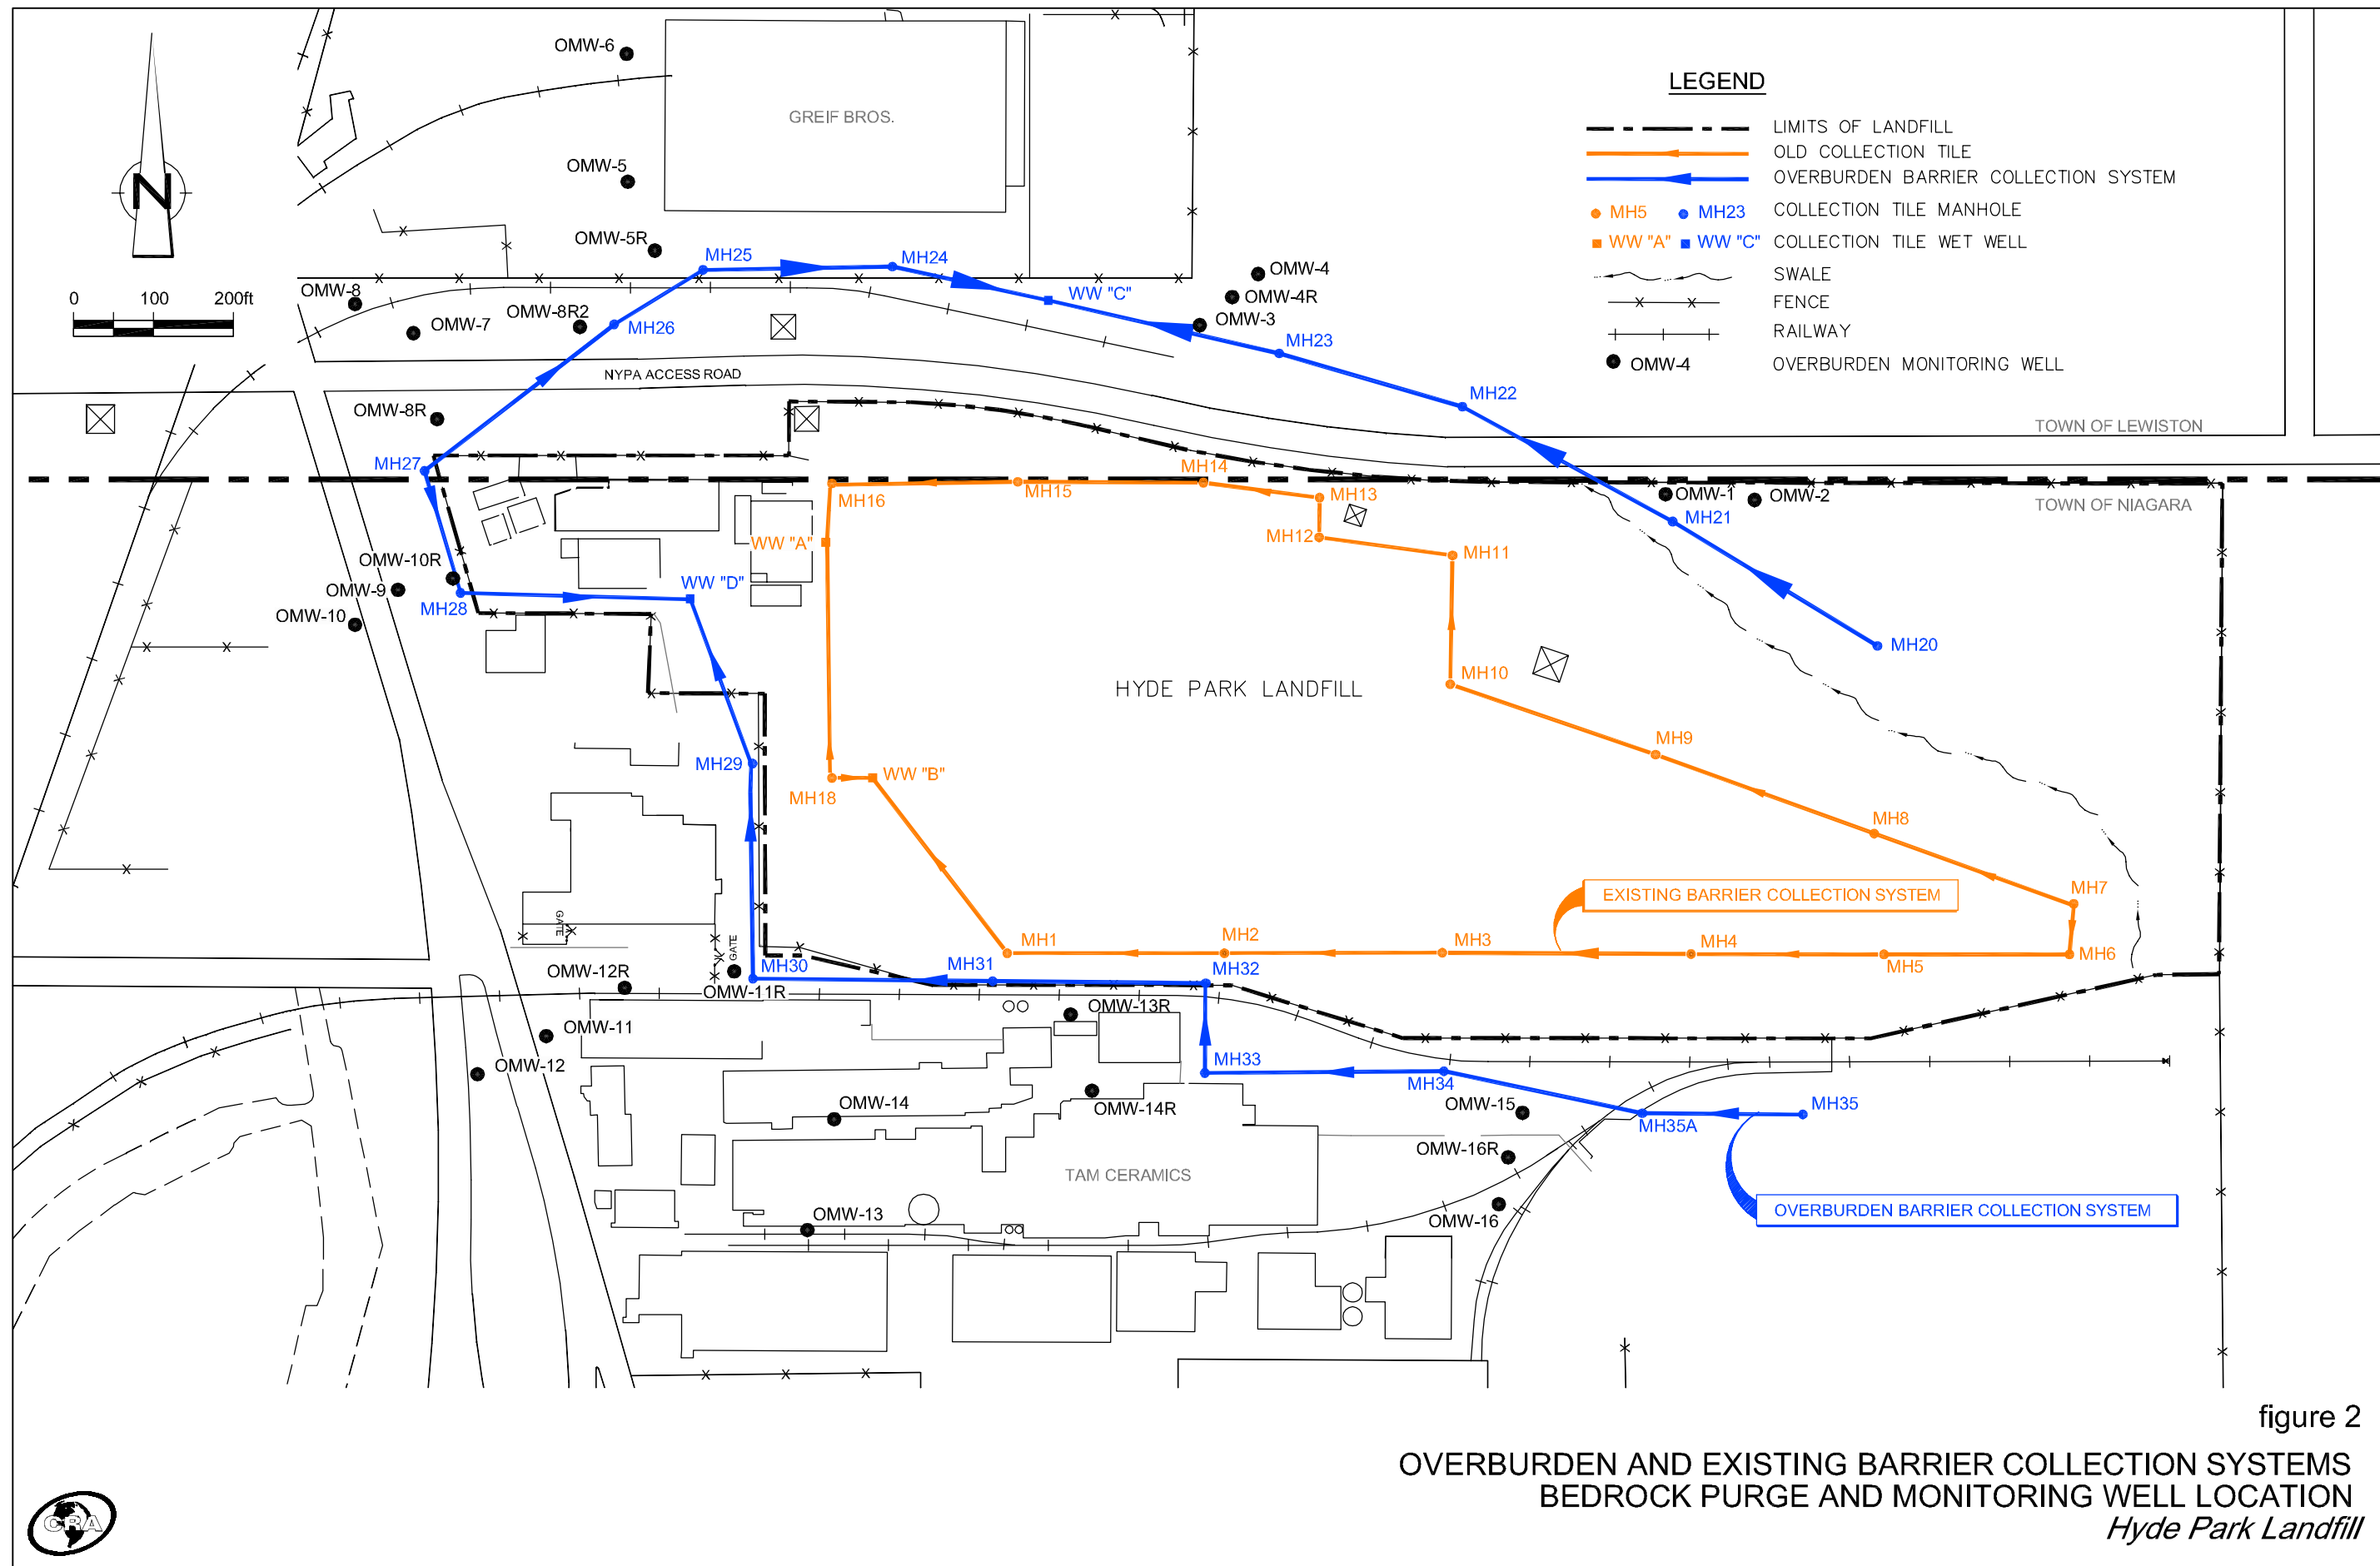 OMW-6
GREIF BROS.
LEGEND
LIMITS OF LANDFILL
OLD COLLECTION TILE
OVERBURDEN BARRIER COLLECTION SYSTEM
MH5 MH23 COLLECTION TILE MANHOLE
WW "A" WW "C" COLLECTION TILE WET WELL
SWALE
FENCE
RAILWAY
OMW-4 OVERBURDEN MONITORING WELL
N
0 100 200ft
OMW-5
OMW-5R
MH25
MH24
WW "C"
OMW-4
OMW-4R
OMW-3
MH23
OMW-8
OMW-7
OMW-8R2
MH26
NYPA ACCESS ROAD
MH22
OMW-8R
TOWN OF LEWISTON
MH27
MH16
MH15
MH14
MH13
OMW-1
OMW-2
TOWN OF NIAGARA
MH21
WW "A"
MH12
MH11
OMW-10R
OMW-9
OMW-10
MH28
WW "D"
MH20
HYDE PARK LANDFILL
MH10
MH29
MH18
WW "B"
MH9
MH8
MH7
EXISTING BARRIER COLLECTION SYSTEM
GATE
GATE
MH1
MH2
MH3
MH4
MH5
MH6
OMW-12R
MH30
MH31
MH32
OMW-11R
OMW-13R
OMW-11
OMW-12
MH33
MH34
OMW-14
OMW-14R
OMW-15
MH35A
MH35
OMW-16R
TAM CERAMICS
OMW-13
OMW-16
OVERBURDEN BARRIER COLLECTION SYSTEM
figure 2
OVERBURDEN AND EXISTING BARRIER COLLECTION SYSTEMS
BEDROCK PURGE AND MONITORING WELL LOCATION
Hyde Park Landfill
CRA